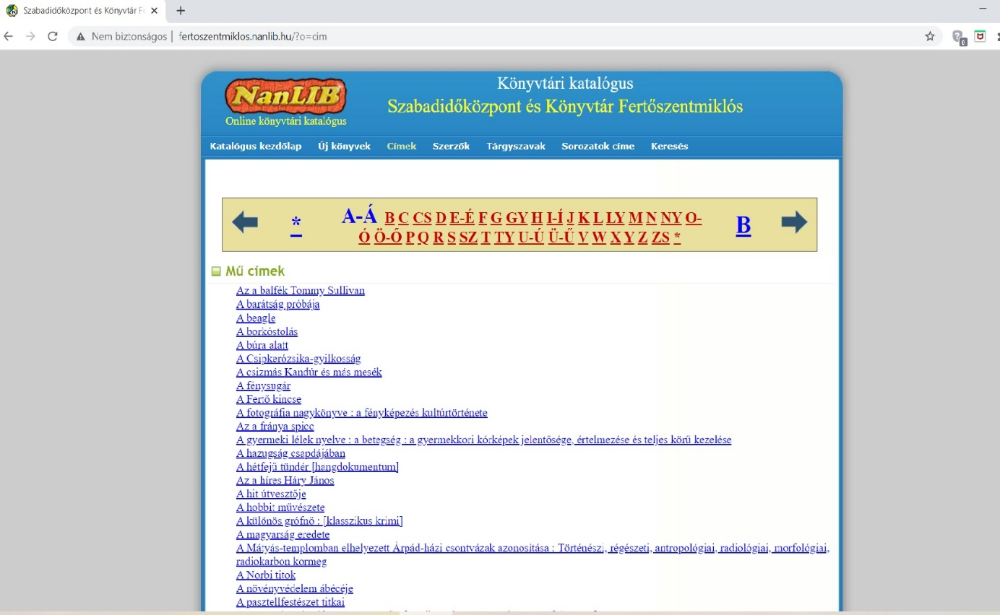 Szabadidőközpont és Könyvtár F
Nem biztonságos | fertoszentmiklos.nanlib.hu/?o=cim
NanLIB
Online könyvtári katalógus
Könyvtári katalógus
Szabadidőközpont és Könyvtár Fertőszentmiklós
Katalógus kezdőlap Új könyvek Címek Szerzők Tárgyszavak Sorozatok címe Keresés
* A-Á B C CS D E-É F G GY H I-Í J K L LY M N NY O-
Ó Ö-Ő P Q R S SZ T TY U-Ú Ü-Ű V W X Y Z ZS *
B
Mű címek
Az a balfék Tommy Sullivan
A barátság próbája
A beagle
A borkóstolás
A búra alatt
A Csipkerózsika-gyilkosság
A csizmás Kandúr és más mesék
A fénysugár
A Fertő kincse
A fotográfia nagykönyve : a fényképezés kultúrtörténete
Az a fránya spicc
A gyermeki lélek nyelve : a betegség : a gyermekkori kórképek jelentősége, értelmezése és teljes körű kezelése
A hazugság csapdájában
A hétfejű tündér [hangdokumentum]
Az a híres Háry János
A hit útvesztője
A hobbit művészete
A különös grófnő : [klasszikus krimi]
A magyarság eredete
A Mátyás-templomban elhelyezett Árpád-házi csontvázak azonosítása : Történészi, régészeti, antropológiai, radiológiai, morfológiai,
radiokarbon kormeg
A Norbi titok
A növényvédelem ábécéje
A pasztellfestészet titkai